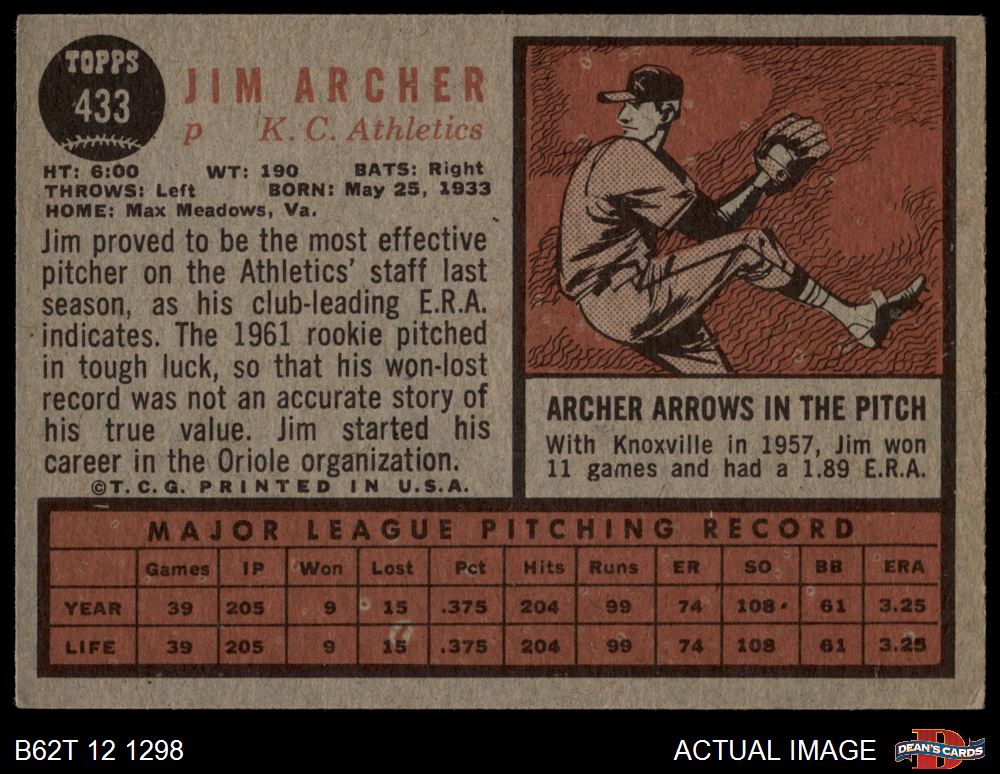 TOPPS
433
JIM ARCHER
p K. C. Athletics
HT: 6:00 WT: 190 BATS: Right
THROWS: Left BORN: May 25, 1933
HOME: Max Meadows, Va.
Jim proved to be the most effective
pitcher on the Athletics' staff last
season, as his club-leading E.R.A.
indicates. The 1961 rookie pitched
in tough luck, so that his won-lost
record was not an accurate story of
his true value. Jim started his
career in the Oriole organization.
©T.C.G. PRINTED IN U.S.A.
K
ARCHER ARROWS IN THE PITCH
With Knoxville in 1957, Jim won
11 games and had a 1.89 E.R.A.
MAJOR LEAGUE PITCHING RECORD
Games IP Won Lost Pct Hits Runs ER SO BB ERA
YEAR 39 205 9 15 .375 204 99 74 108 61 3.25
LIFE 39 205 9 15 .375 204 99 74 108 61 3.25
B62T 12 1298
ACTUAL IMAGE
D
DEAN'S CARDS